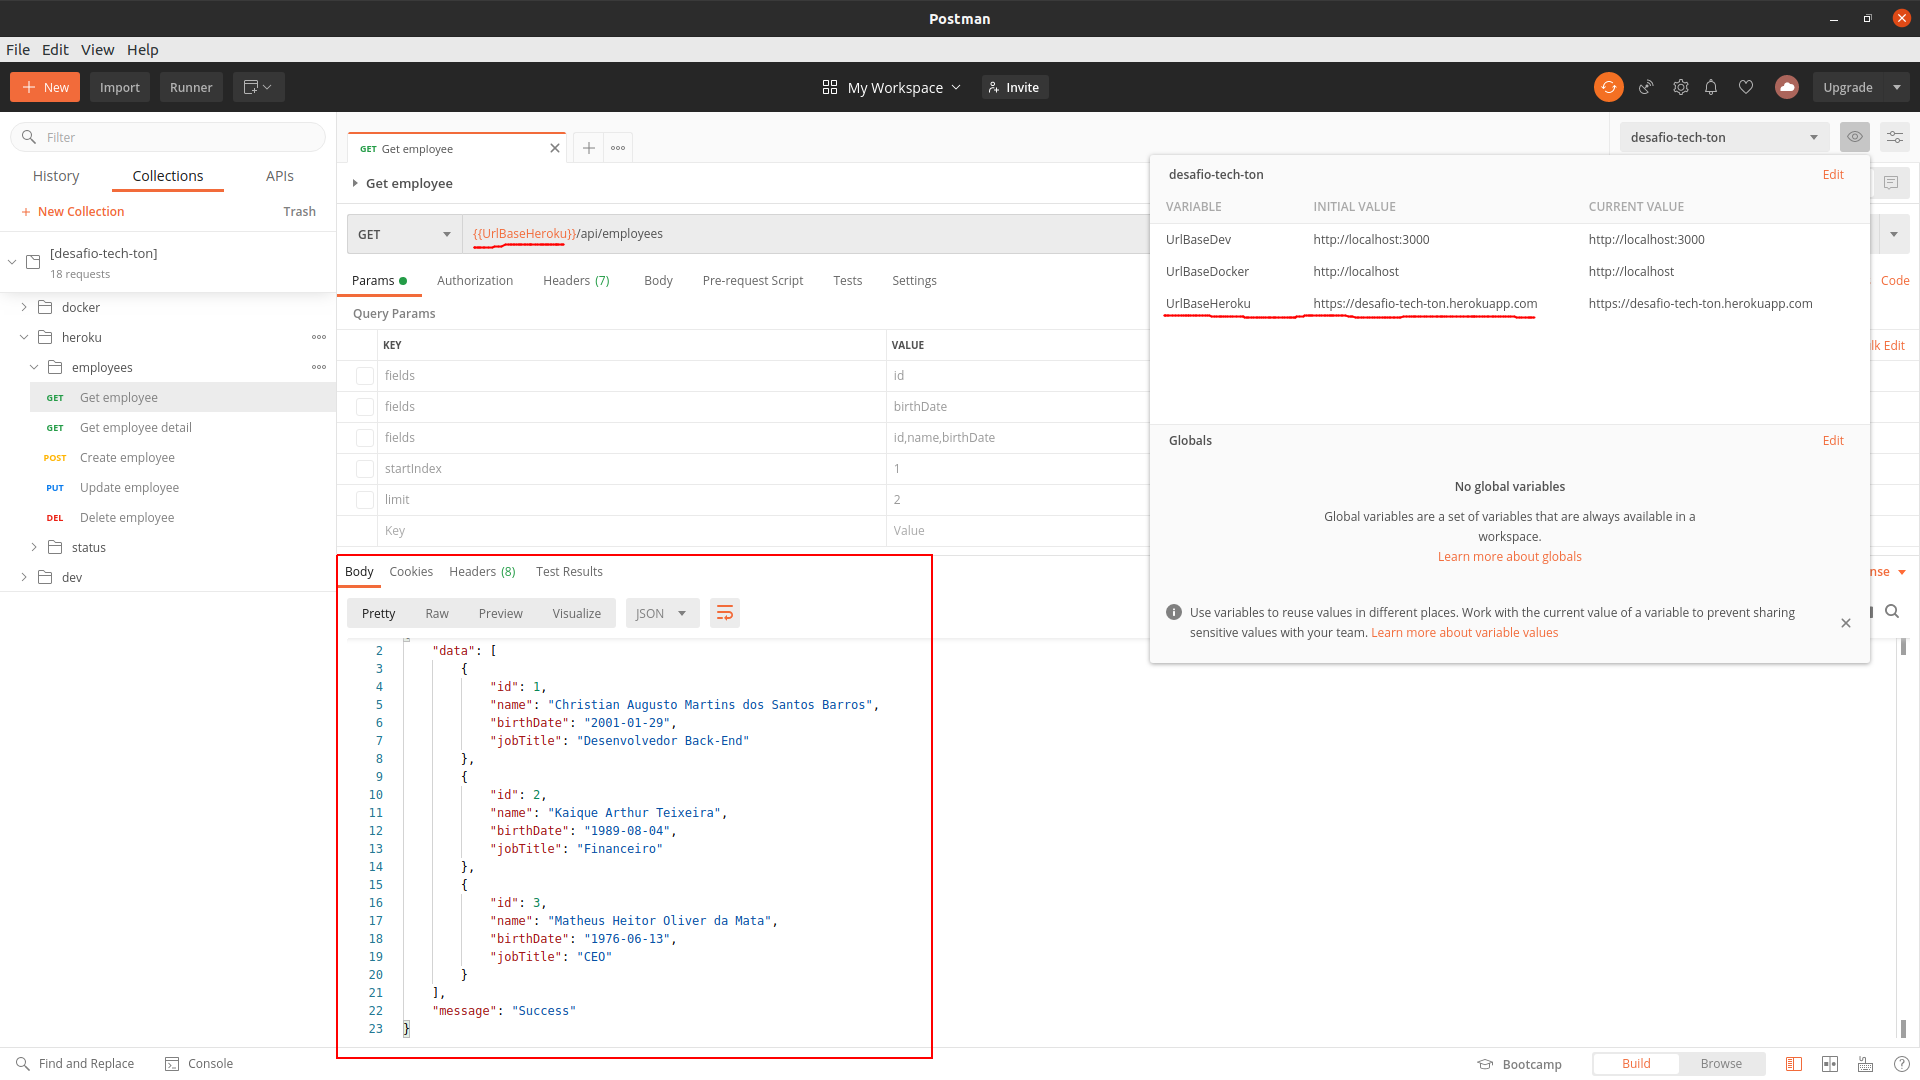 Postman
File Edit View Help
New Import Runner My Workspace Invite Upgrade
Filter
History Collections APIs
New Collection Trash
[desafio-tech-ton]
18 requests
docker
heroku
employees
GET Get employee
GET Get employee detail
POST Create employee
PUT Update employee
DEL Delete employee
status
dev
GET Get employee
desafio-tech-ton
Get employee
GET {{UrlBaseHeroku}}/api/employees
Params Authorization Headers (7) Body Pre-request Script Tests Settings Code
Query Params
KEY VALUE lk Edit
fields id
fields birthDate
fields id,name,birthDate
startIndex 1
limit 2
Key Value
desafio-tech-ton Edit
VARIABLE INITIAL VALUE CURRENT VALUE
UrlBaseDev http://localhost:3000 http://localhost:3000
UrlBaseDocker http://localhost http://localhost
UrlBaseHeroku https://desafio-tech-ton.herokuapp.com https://desafio-tech-ton.herokuapp.com
Globals Edit
No global variables
Global variables are a set of variables that are always available in a
workspace.
Learn more about globals
Use variables to reuse values in different places. Work with the current value of a variable to prevent sharing
sensitive values with your team. Learn more about variable values
Body Cookies Headers (8) Test Results nse
Pretty Raw Preview Visualize JSON
2 "data": [
3 {
4 "id": 1,
5 "name": "Christian Augusto Martins dos Santos Barros",
6 "birthDate": "2001-01-29",
7 "jobTitle": "Desenvolvedor Back-End"
8 },
9 {
10 "id": 2,
11 "name": "Kaique Arthur Teixeira",
12 "birthDate": "1989-08-04",
13 "jobTitle": "Financeiro"
14 },
15 {
16 "id": 3,
17 "name": "Matheus Heitor Oliver da Mata",
18 "birthDate": "1976-06-13",
19 "jobTitle": "CEO"
20 }
21 ],
22 "message": "Success"
23 }
Find and Replace Console Bootcamp Build Browse